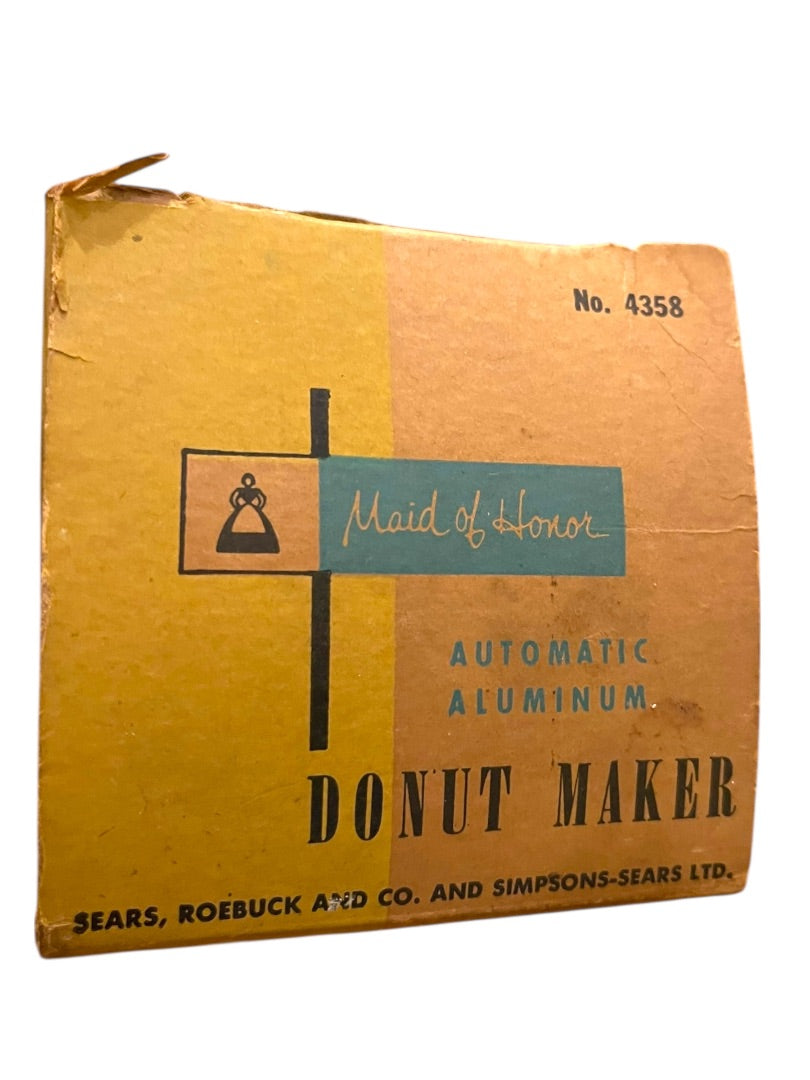 No. 4358
Maid of Honor
AUTOMATIC
ALUMINUM
DONUT MAKER
SEARS, ROEBUCK AND CO. AND SIMPSONS-SEARS LTD.